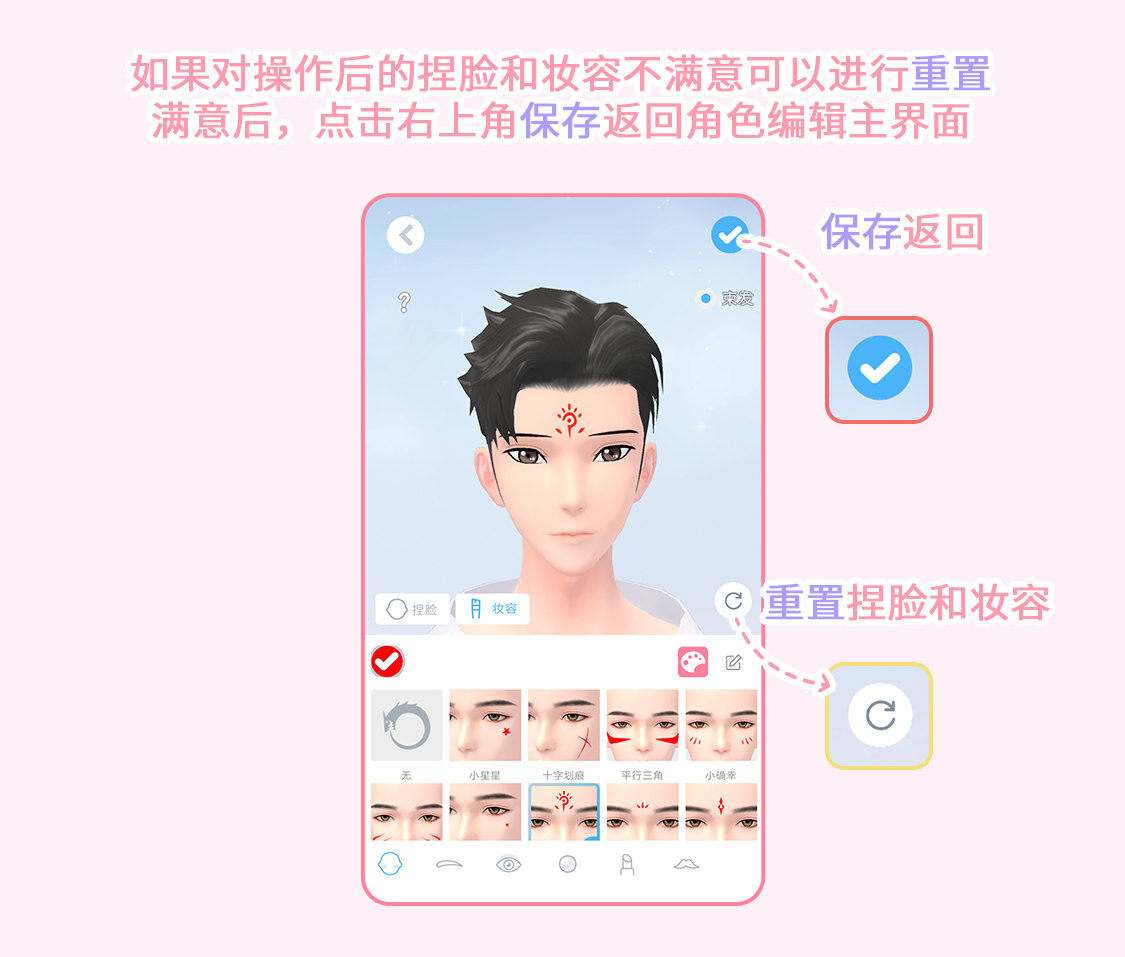 如果对操作后的捏脸和妆容不满意可以进行重置
满意后，点击右上角保存返回角色编辑主界面
保存返回
?
束发
重置捏脸和妆容
捏脸
妆容
无
小星星
十字划痕
平行三角
小确幸